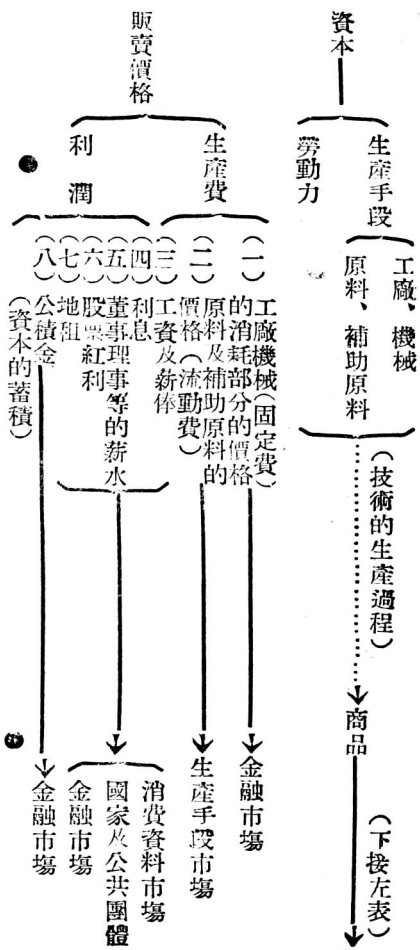 資本
生産手段
工廠、機械
原料、補助原料
勞動力
（技術的生産過程）
商品
（下接左表）
販賣價格
生産費
（一）工廠機械（固定費）
的消耗部分的價格
金融市場
（二）原料及補助原料的
價格（流動費）
生産手段市場
（三）工資及薪俸
利潤
（四）利息
（五）董事理事等的薪水
（六）股票紅利
（七）地租
消費資料市場
國家及公共團體
金融市場
（八）公積金
（資本的蓄積）
金融市場